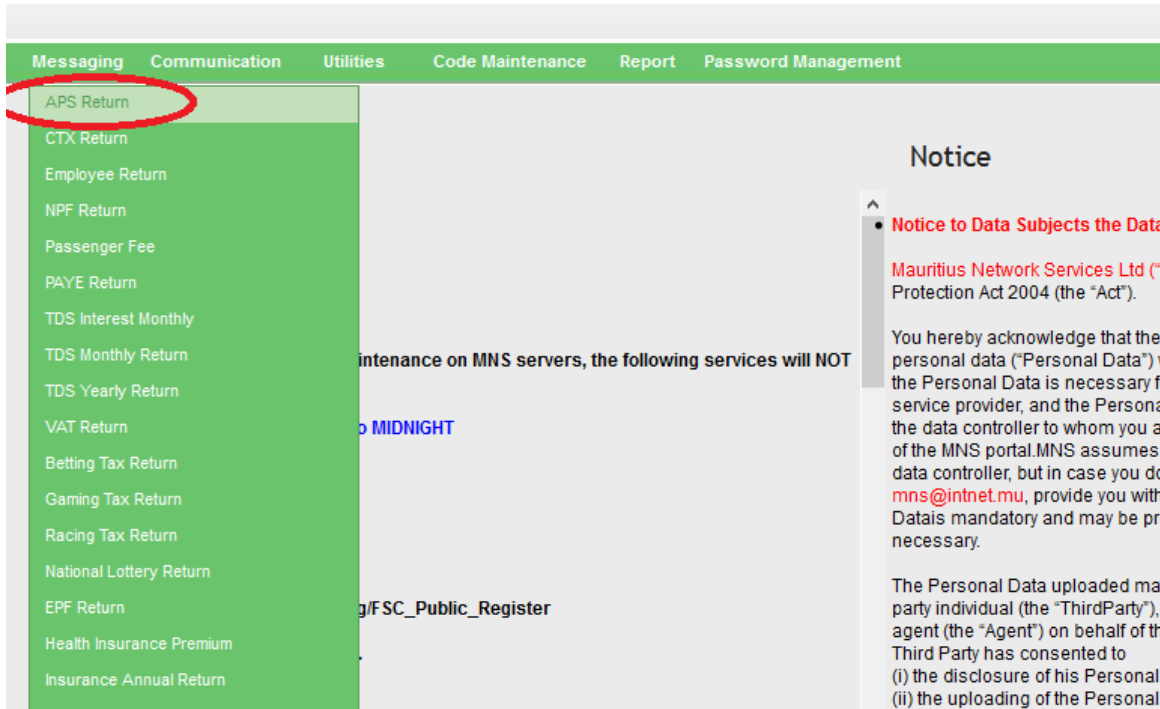 Messaging Communication Utilities Code Maintenance Report Password Management
APS Return
CTX Return
Employee Return
NPF Return
Passenger Fee
PAYE Return
TDS Interest Monthly
TDS Monthly Return
TDS Yearly Return
VAT Return
Betting Tax Return
Gaming Tax Return
Racing Tax Return
National Lottery Return
EPF Return
Health Insurance Premium
Insurance Annual Return
intenance on MNS servers, the following services will NOT
o MIDNIGHT
g/FSC_Public_Register
.
Notice
• Notice to Data Subjects the Data
Mauritius Network Services Ltd ("
Protection Act 2004 (the “Act”).
You hereby acknowledge that the
personal data (“Personal Data”)
the Personal Data is necessary f
service provider, and the Persona
the data controller to whom you a
of the MNS portal.MNS assumes
data controller, but in case you do
mns@intnet.mu, provide you with
Datais mandatory and may be pr
necessary.
The Personal Data uploaded ma
party individual (the “ThirdParty”),
agent (the “Agent”) on behalf of th
Third Party has consented to
(i) the disclosure of his Personal
(ii) the uploading of the Personal